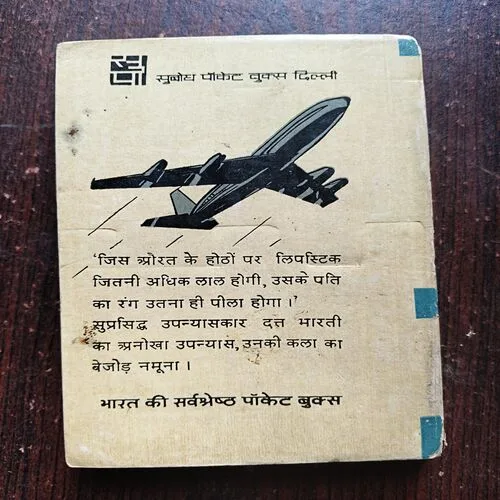 सुबोध पॉकेट बुक्स दिल्ली
'जिस औरत के होठों पर लिपस्टिक
जितनी अधिक लाल होगी, उसके पति
का रंग उतना ही पीला होगा।'
सुप्रसिद्ध उपन्यासकार दत्त भारती
का अनोखा उपन्यास, उनकी कला का
बेजोड़ नमूना ।
भारत की सर्वश्रेष्ठ पॉकेट बुक्स